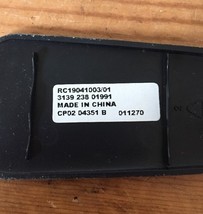 RC19041003/01
3139 238 01991
MADE IN CHINA
CP02 04351 B 011270